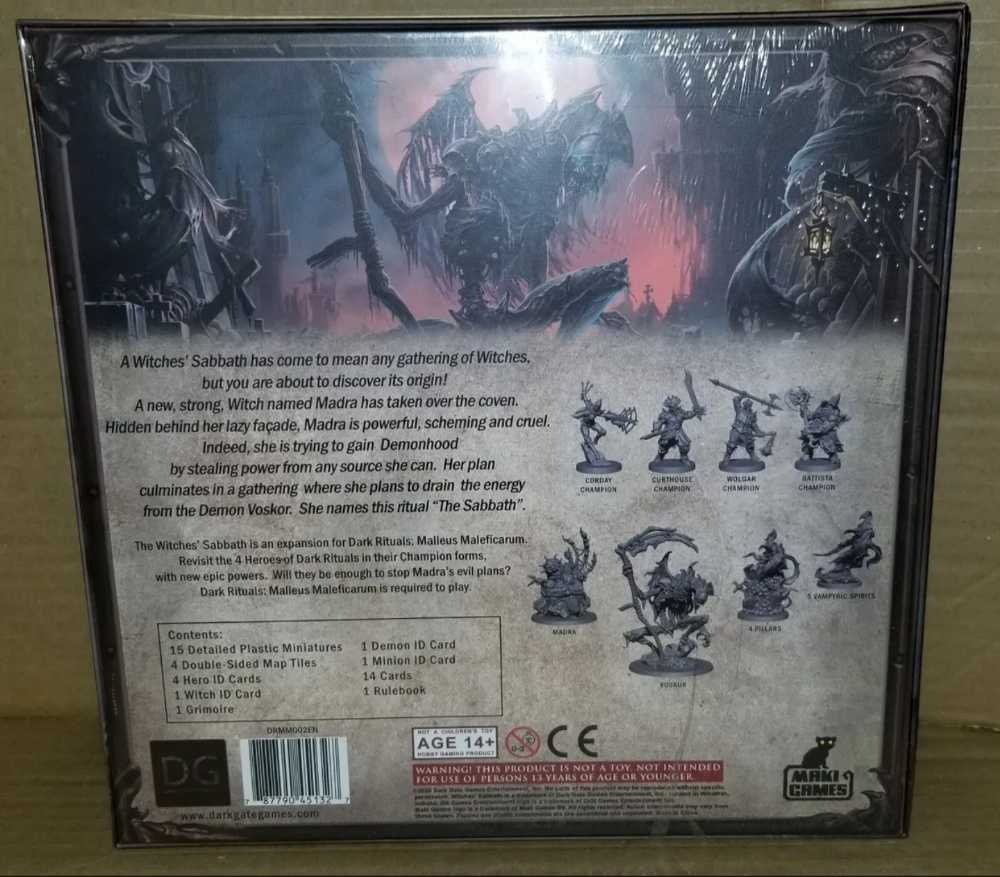 A Witches' Sabbath has come to mean any gathering of Witches,
but you are about to discover its origin!
A new, strong, Witch named Madra has taken over the coven.
Hidden behind her lazy façade, Madra is powerful, scheming and cruel.
Indeed, she is trying to gain Demonhood
by stealing power from any source she can. Her plan
culminates in a gathering where she plans to drain the energy
from the Demon Voskor. She names this ritual "The Sabbath".
The Witches' Sabbath is an expansion for Dark Rituals: Malleus Maleficarum.
Revisit the 4 Heroes of Dark Rituals in their Champion forms,
with new epic powers. Will they be enough to stop Madra's evil plans?
Dark Rituals: Malleus Maleficarum is required to play.
CORDAY
CHAMPION
CURTHOUSE
CHAMPION
WOLGAR
CHAMPION
BATTISTA
CHAMPION
MADRA
VOSKOR
4 PILLARS
5 VAMPYRIC SPIRITS
Contents:
15 Detailed Plastic Miniatures
4 Double-Sided Map Tiles
4 Hero ID Cards
1 Witch ID Card
1 Grimoire
1 Demon ID Card
1 Minion ID Card
14 Cards
1 Rulebook
DG
www.darkgategames.com
DRMM002EN
7 87790 45132 7
NOT A CHILDREN'S TOY
AGE 14+
HOBBY GAMING PRODUCT
0-3
CE
WARNING! THIS PRODUCT IS NOT A TOY. NOT INTENDED
FOR USE OF PERSONS 13 YEARS OF AGE OR YOUNGER.
MAKI
GAMES